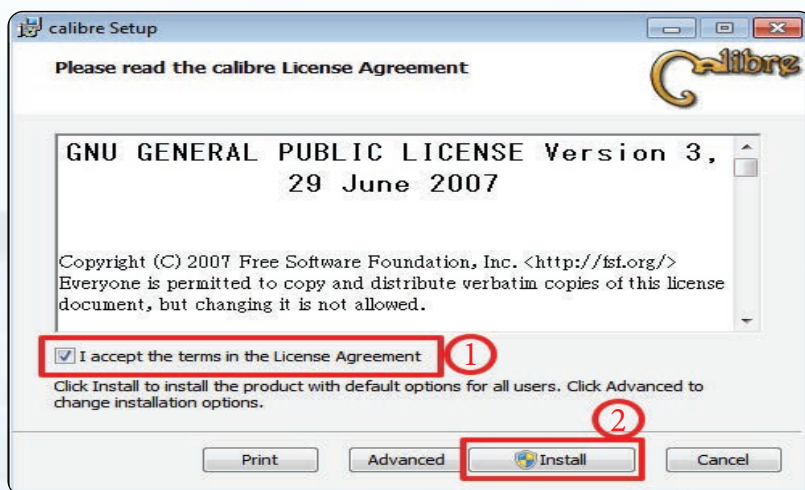 calibre Setup
Please read the calibre License Agreement
Calibre
GNU GENERAL PUBLIC LICENSE Version 3,
29 June 2007
Copyright (C) 2007 Free Software Foundation, Inc. <http://fsf.org/>
Everyone is permitted to copy and distribute verbatim copies of this license
document, but changing it is not allowed.
I accept the terms in the License Agreement 1
Click Install to install the product with default options for all users. Click Advanced to
change installation options.
2
Print Advanced Install Cancel